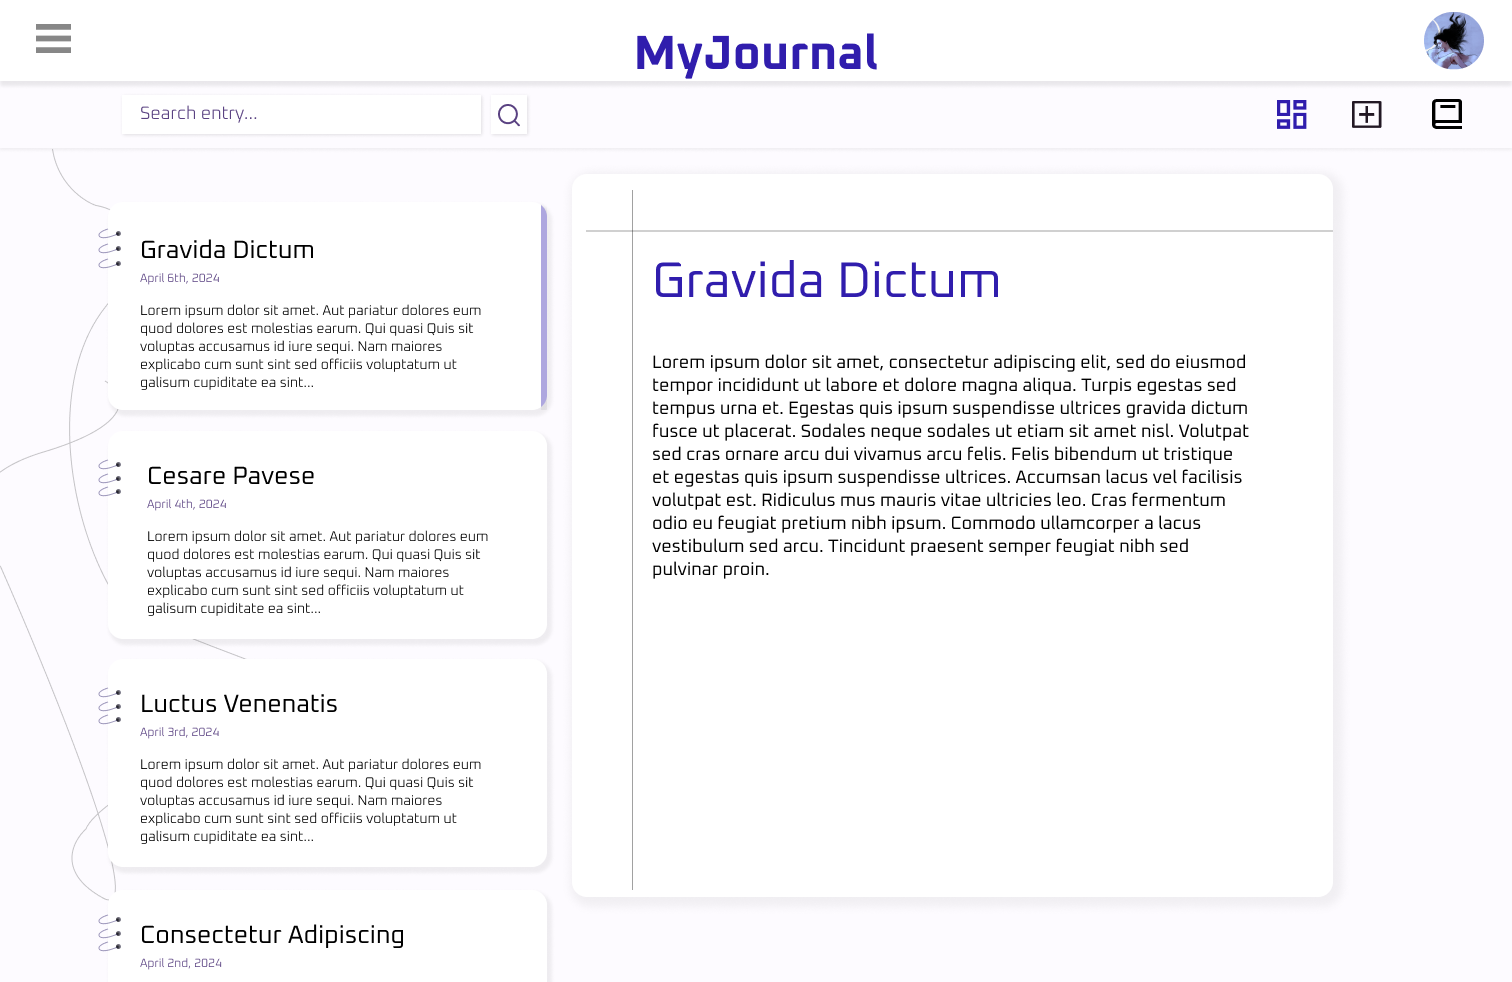 MyJournal
Search entry...
Gravida Dictum
April 6th, 2024
Lorem ipsum dolor sit amet. Aut pariatur dolores eum
quod dolores est molestias earum. Qui quasi Quis sit
voluptas accusamus id iure sequi. Nam maiores
explicabo cum sunt sint sed officiis voluptatum ut
galisum cupiditate ea sint...
Cesare Pavese
April 4th, 2024
Lorem ipsum dolor sit amet. Aut pariatur dolores eum
quod dolores est molestias earum. Qui quasi Quis sit
voluptas accusamus id iure sequi. Nam maiores
explicabo cum sunt sint sed officiis voluptatum ut
galisum cupiditate ea sint...
Luctus Venenatis
April 3rd, 2024
Lorem ipsum dolor sit amet. Aut pariatur dolores eum
quod dolores est molestias earum. Qui quasi Quis sit
voluptas accusamus id iure sequi. Nam maiores
explicabo cum sunt sint sed officiis voluptatum ut
galisum cupiditate ea sint...
Consectetur Adipiscing
April 2nd, 2024
Gravida Dictum
Lorem ipsum dolor sit amet, consectetur adipiscing elit, sed do eiusmod
tempor incididunt ut labore et dolore magna aliqua. Turpis egestas sed
tempus urna et. Egestas quis ipsum suspendisse ultrices gravida dictum
fusce ut placerat. Sodales neque sodales ut etiam sit amet nisl. Volutpat
sed cras ornare arcu dui vivamus arcu felis. Felis bibendum ut tristique
et egestas quis ipsum suspendisse ultrices. Accumsan lacus vel facilisis
volutpat est. Ridiculus mus mauris vitae ultricies leo. Cras fermentum
odio eu feugiat pretium nibh ipsum. Commodo ullamcorper a lacus
vestibulum sed arcu. Tincidunt praesent semper feugiat nibh sed
pulvinar proin.